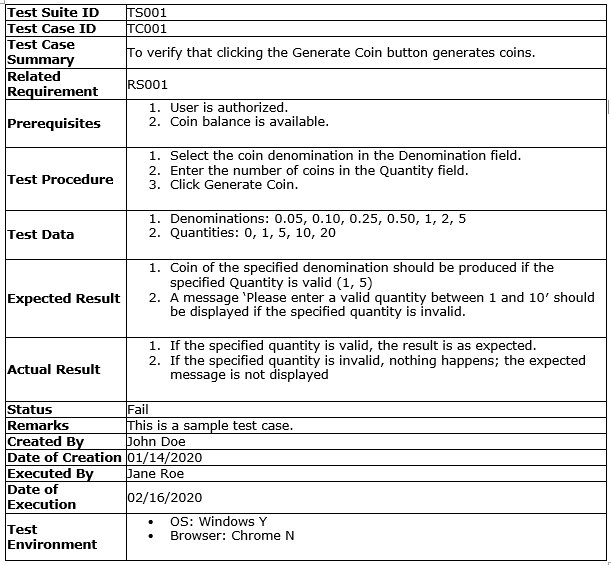 Test Suite ID TS001
Test Case ID TC001
Test Case Summary To verify that clicking the Generate Coin button generates coins.
Related Requirement RS001
Prerequisites
1. User is authorized.
2. Coin balance is available.
Test Procedure
1. Select the coin denomination in the Denomination field.
2. Enter the number of coins in the Quantity field.
3. Click Generate Coin.
Test Data
1. Denominations: 0.05, 0.10, 0.25, 0.50, 1, 2, 5
2. Quantities: 0, 1, 5, 10, 20
Expected Result
1. Coin of the specified denomination should be produced if the
specified Quantity is valid (1, 5)
2. A message ‘Please enter a valid quantity between 1 and 10’ should
be displayed if the specified quantity is invalid.
Actual Result
1. If the specified quantity is valid, the result is as expected.
2. If the specified quantity is invalid, nothing happens; the expected
message is not displayed
Status Fail
Remarks This is a sample test case.
Created By John Doe
Date of Creation 01/14/2020
Executed By Jane Roe
Date of Execution 02/16/2020
Test Environment
• OS: Windows Y
• Browser: Chrome N